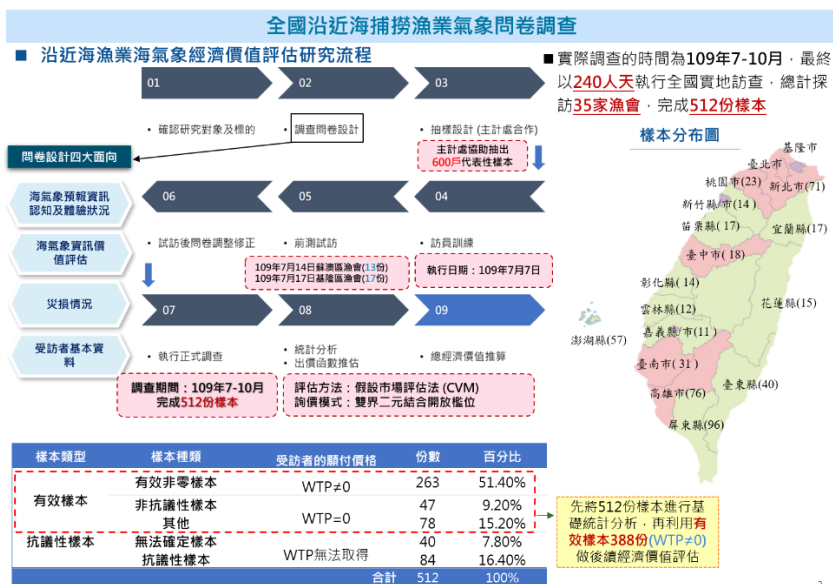 全國沿近海捕撈漁業氣象問卷調查
■ 沿近海漁業海氣象經濟價值評估研究流程
01
02
03
• 確認研究對象及標的
• 調查問卷設計
• 抽樣設計 (主計處合作)
主計處協助抽出
600戶代表性樣本
問卷設計四大面向
海氣象預報資訊
認知及體驗狀況
海氣象資訊價
值評估
災損情況
受訪者基本資
料
06
05
04
• 試訪後問卷調整修正
• 前測試訪
• 訪員訓練
109年7月14日蘇澳區漁會(13份)
109年7月17日基隆區漁會(17份)
執行日期：109年7月7日
07
08
09
• 執行正式調查
• 統計分析
• 出價函數推估
• 總經濟價值推算
調查期間：109年7-10月
完成512份樣本
評估方法：假設市場評估法 (CVM)
詢價模式：雙界二元結合開放檻位
■ 實際調查的時間為109年7-10月，最終
以240人天執行全國實地訪查，總計探
訪35家漁會，完成512份樣本
樣本分布圖
基隆市
臺北市
桃園市(23)
新北市(71)
新竹縣/市(14)
苗栗縣(17)
宜蘭縣(17)
臺中市(18)
彰化縣(14)
花蓮縣(15)
雲林縣(12)
嘉義縣/市(11)
澎湖縣(57)
臺南市(31)
臺東縣(40)
高雄市(76)
屏東縣(96)
樣本類型 樣本種類 受訪者的願付價格 份數 百分比
有效樣本 有效非零樣本 WTP≠0 263 51.40%
非抗議性樣本 WTP=0 47 9.20%
其他 78 15.20%
抗議性樣本 無法確定樣本 WTP無法取得 40 7.80%
抗議性樣本 84 16.40%
合計 512 100%
先將512份樣本進行基
礎統計分析，再利用有
效樣本388份(WTP≠0)
做後續經濟價值評估